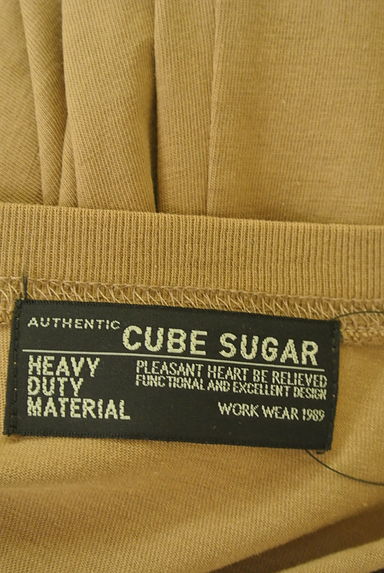 AUTHENTIC
CUBE SUGAR
HEAVY
DUTY
MATERIAL
PLEASANT HEART BE RELIEVED
FUNCTIONAL AND EXCELLENT DESIGN
WORK WEAR 1989